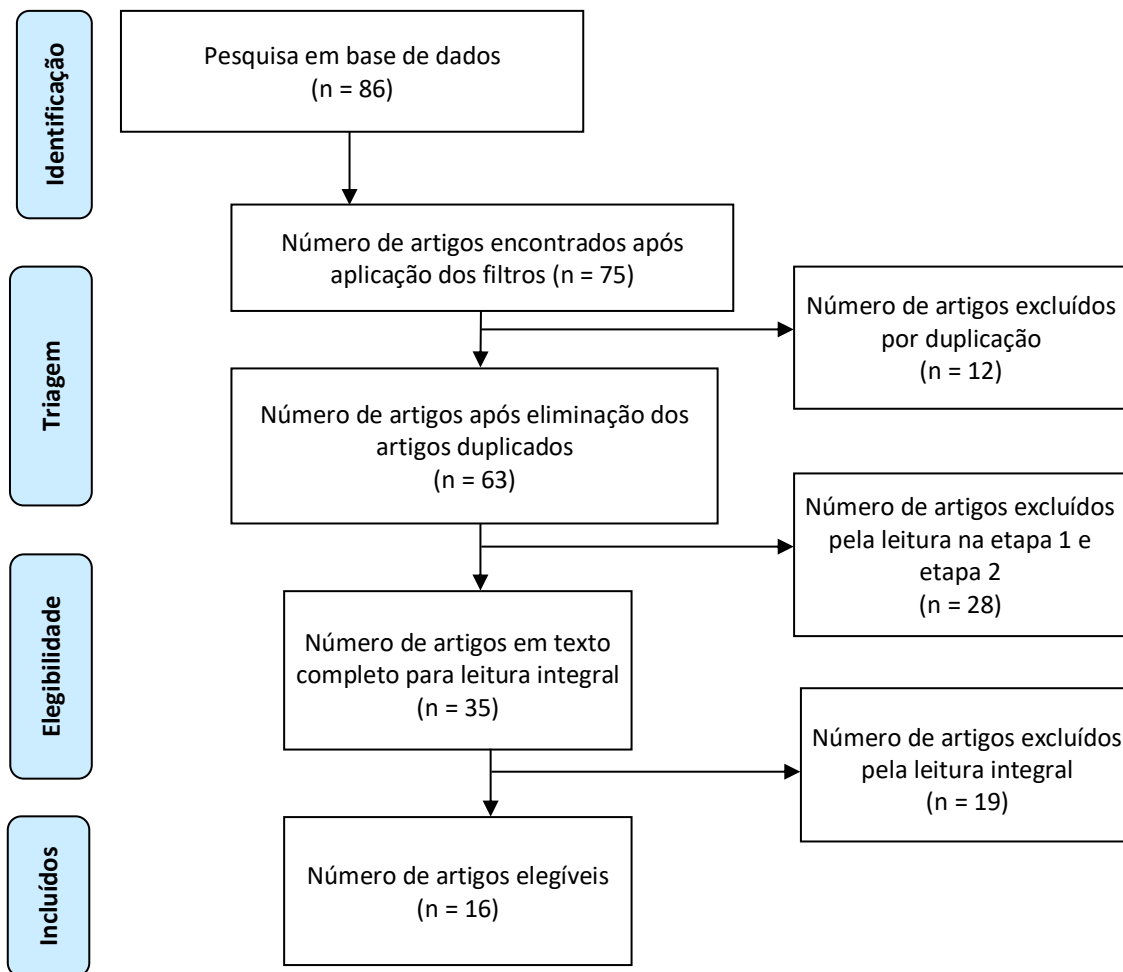 Identificação
Pesquisa em base de dados
(n = 86)
Número de artigos encontrados após
aplicação dos filtros (n = 75)
Triagem
Número de artigos excluídos
por duplicação
(n = 12)
Número de artigos após eliminação dos
artigos duplicados
(n = 63)
Número de artigos excluídos
pela leitura na etapa 1 e
etapa 2
(n = 28)
Elegibilidade
Número de artigos em texto
completo para leitura integral
(n = 35)
Número de artigos excluídos
pela leitura integral
(n = 19)
Incluídos
Número de artigos elegíveis
(n = 16)